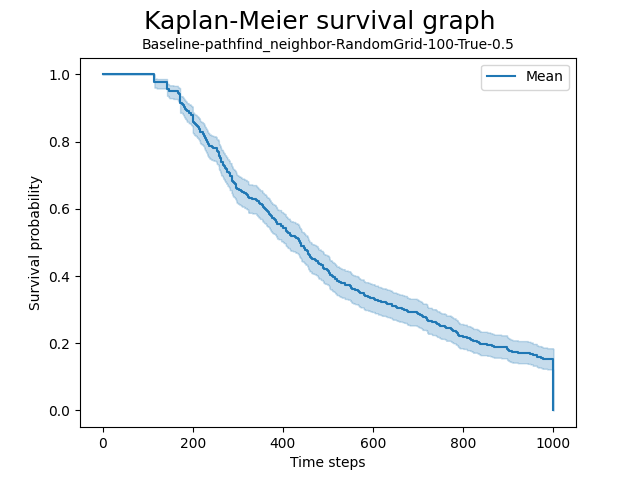 Kaplan-Meier survival graph
Baseline-pathfind_neighbor-RandomGrid-100-True-0.5
Mean
1.0
0.8
0.6
0.4
0.2
0.0
Survival probability
0
200
400
600
800
1000
Time steps